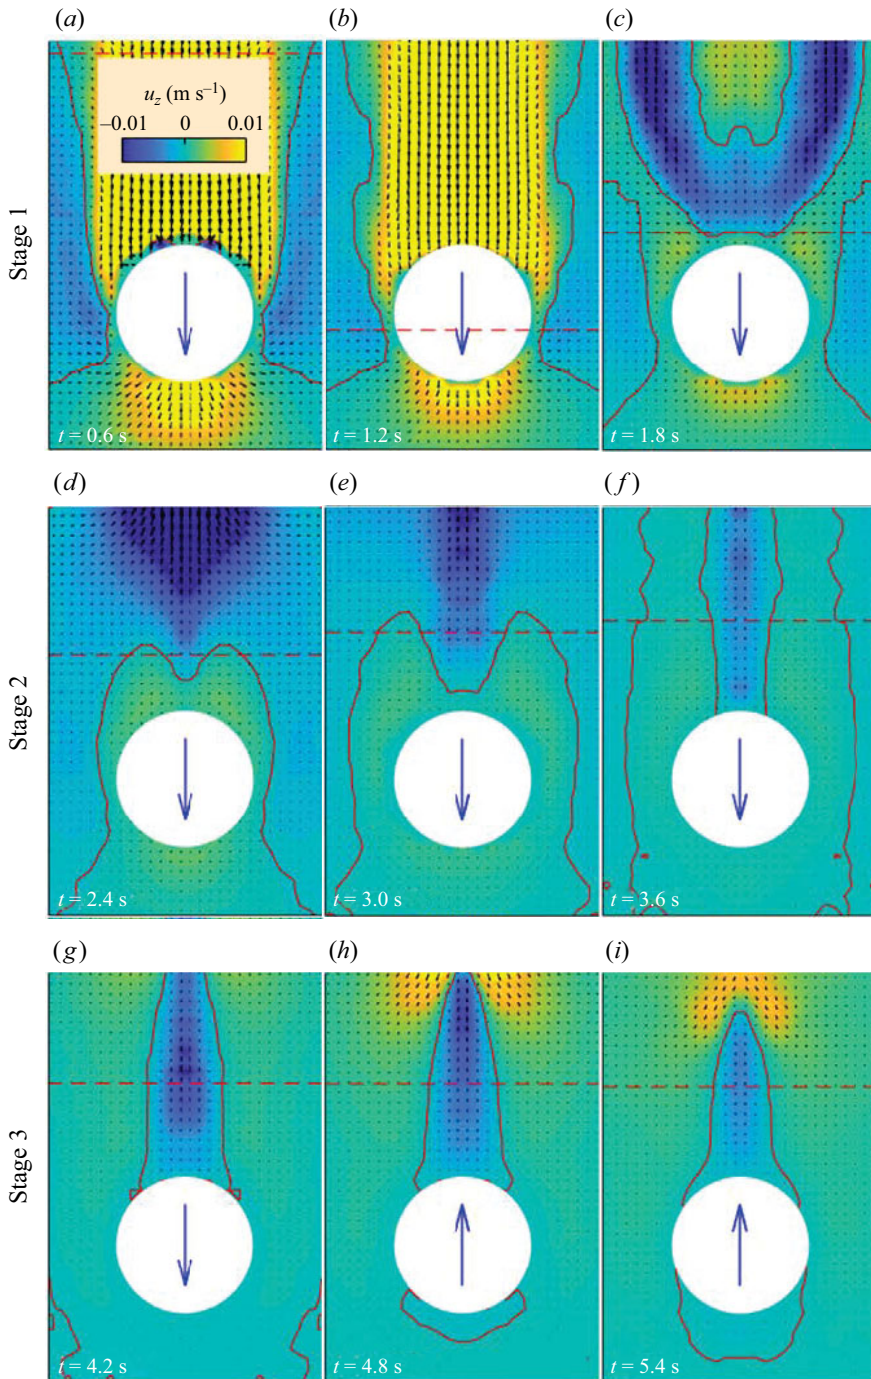 (a)
(b)
(c)
Stage 1
u_z (m s⁻¹)
–0.01 0 0.01
t = 0.6 s
t = 1.2 s
t = 1.8 s
(d)
(e)
(f)
Stage 2
t = 2.4 s
t = 3.0 s
t = 3.6 s
(g)
(h)
(i)
Stage 3
t = 4.2 s
t = 4.8 s
t = 5.4 s